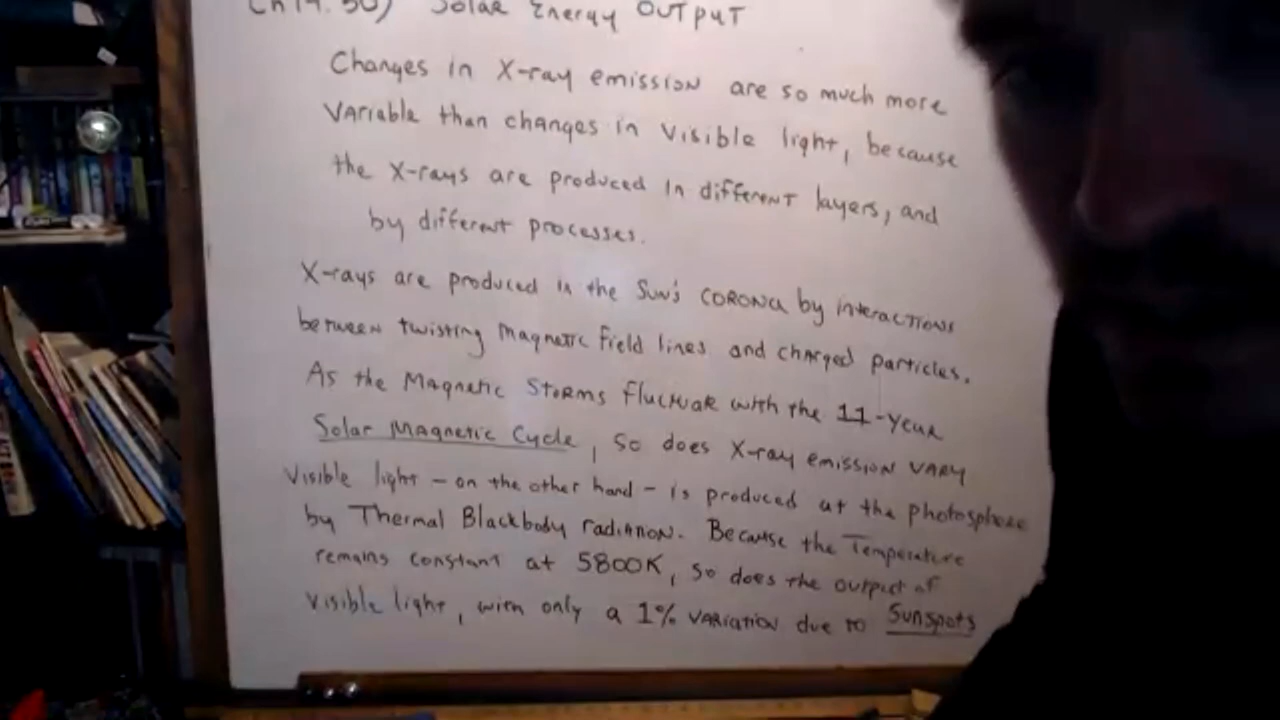 Ch 14.50) Solar Energy OUTPUT
Changes in X-ray emission are so much more
Variable than changes in visible light, because
the X-rays are produced in different layers, and
by different processes.
X-rays are produced in the Sun's CORONA by interactions
between twisting magnetic field lines and charged particles.
As the Magnetic Storms fluctuate with the 11-year
Solar Magnetic Cycle, so does X-ray emission vary
Visible light - on the other hand - is produced at the photosphere
by Thermal Blackbody radiation. Because the Temperature
remains constant at 5800K, so does the output of
visible light, with only a 1% variation due to Sunspots